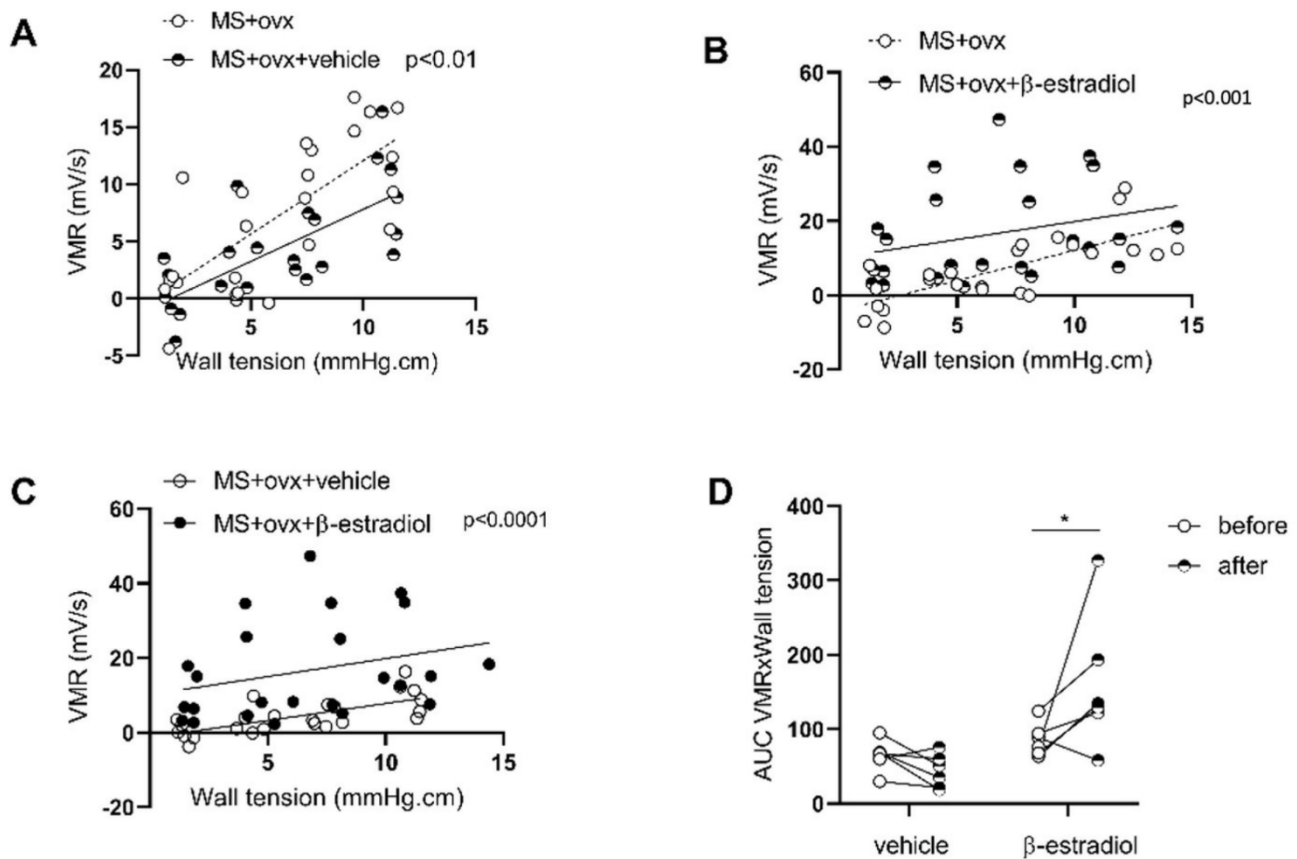 A
MS+ovx
MS+ovx+vehicle p<0.01
20
15
10
5
0
-5
5 10 15
VMR (mV/s)
Wall tension (mmHg.cm)
B
MS+ovx
MS+ovx+β-estradiol
p<0.001
60
40
20
0
-20
5 10 15
VMR (mV/s)
Wall tension (mmHg.cm)
C
MS+ovx+vehicle
MS+ovx+β-estradiol p<0.0001
60
40
20
0
-20
5 10 15
VMR (mV/s)
Wall tension (mmHg.cm)
D
400
300
200
100
0
AUC VMRxWall tension
*
before
after
vehicle β-estradiol